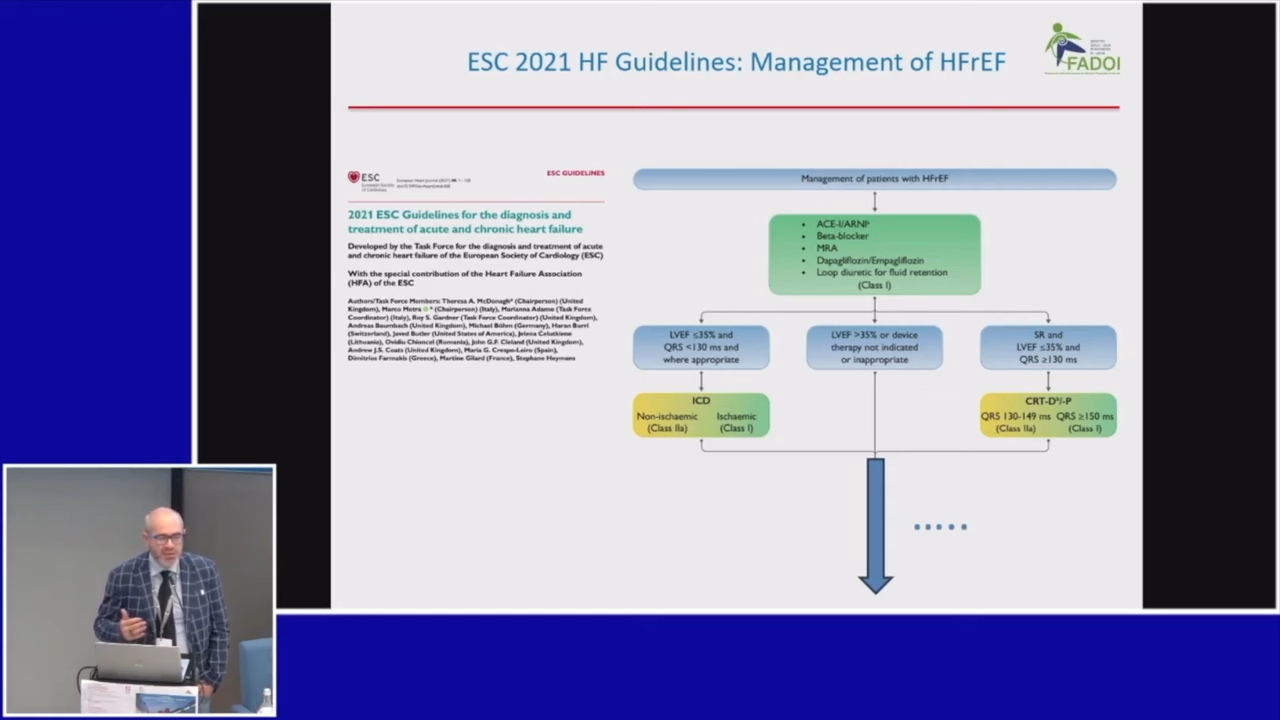 ESC 2021 HF Guidelines: Management of HFrEF
FADOI
ESC
European Society
of Cardiology
ESC GUIDELINES
2021 ESC Guidelines for the diagnosis and
treatment of acute and chronic heart failure
Developed by the Task Force for the diagnosis and treatment of acute
and chronic heart failure of the European Society of Cardiology (ESC)
With the special contribution of the Heart Failure Association
(HFA) of the ESC
Authors/Task Force Members: Theresa A. McDonagh* (Chairperson) (United
Kingdom), Marco Metra * (Chairperson) (Italy), Marianna Adamo (Task Force
Coordinator) (Italy), Roy S. Gardner (Task Force Coordinator) (United Kingdom),
Andreas Baumbach (United Kingdom), Michael Böhm (Germany), Haran Burri
(Switzerland), Javed Butler (United States of America), Jelena Čelutkienė
(Lithuania), Ovidiu Chioncel (Romania), John G.F. Cleland (United Kingdom),
Andrew J.S. Coats (United Kingdom), Maria G. Crespo-Leiro (Spain),
Dimitrios Farmakis (Greece), Martine Gilard (France), Stephane Heymans
Management of patients with HFrEF
• ACE-I/ARNIᵃ
• Beta-blocker
• MRA
• Dapagliflozin/Empagliflozin
• Loop diuretic for fluid retention
(Class I)
LVEF ≤35% and
QRS <130 ms and
where appropriate
LVEF >35% or device
therapy not indicated
or inappropriate
SR and
LVEF ≤35% and
QRS ≥130 ms
ICD
Non-ischaemic Ischaemic
(Class IIa) (Class I)
CRT-Dᵇ/-P
QRS 130-149 ms QRS ≥150 ms
(Class IIa) (Class I)